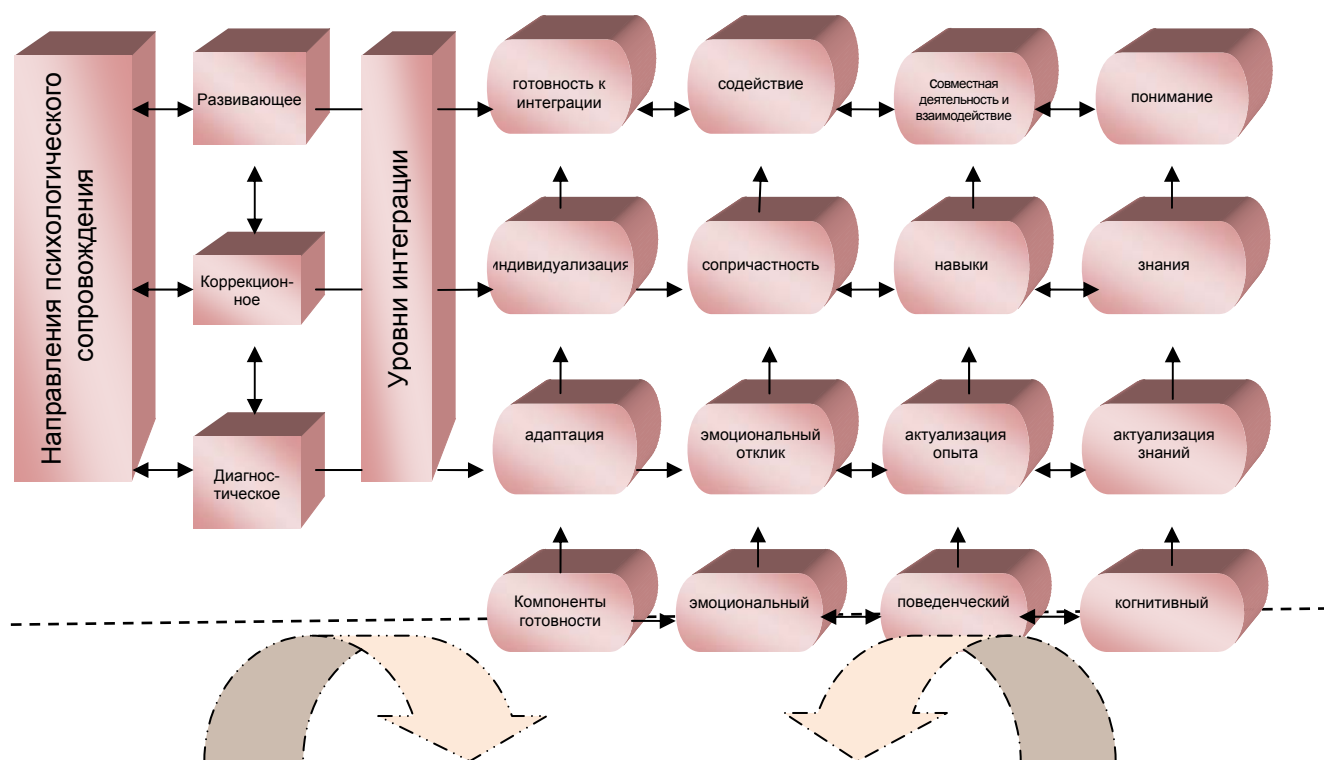 Направления психологического
сопровождения
Развивающее
Уровни интеграции
готовность к
интеграции
содействие
Совместная
деятельность и
взаимодействие
понимание
Коррекцион-
ное
индивидуализация
сопричастность
навыки
знания
Диагнос-
тическое
адаптация
эмоциональный
отклик
актуализация
опыта
актуализация
знаний
Компоненты
готовности
эмоциональный
поведенческий
когнитивный